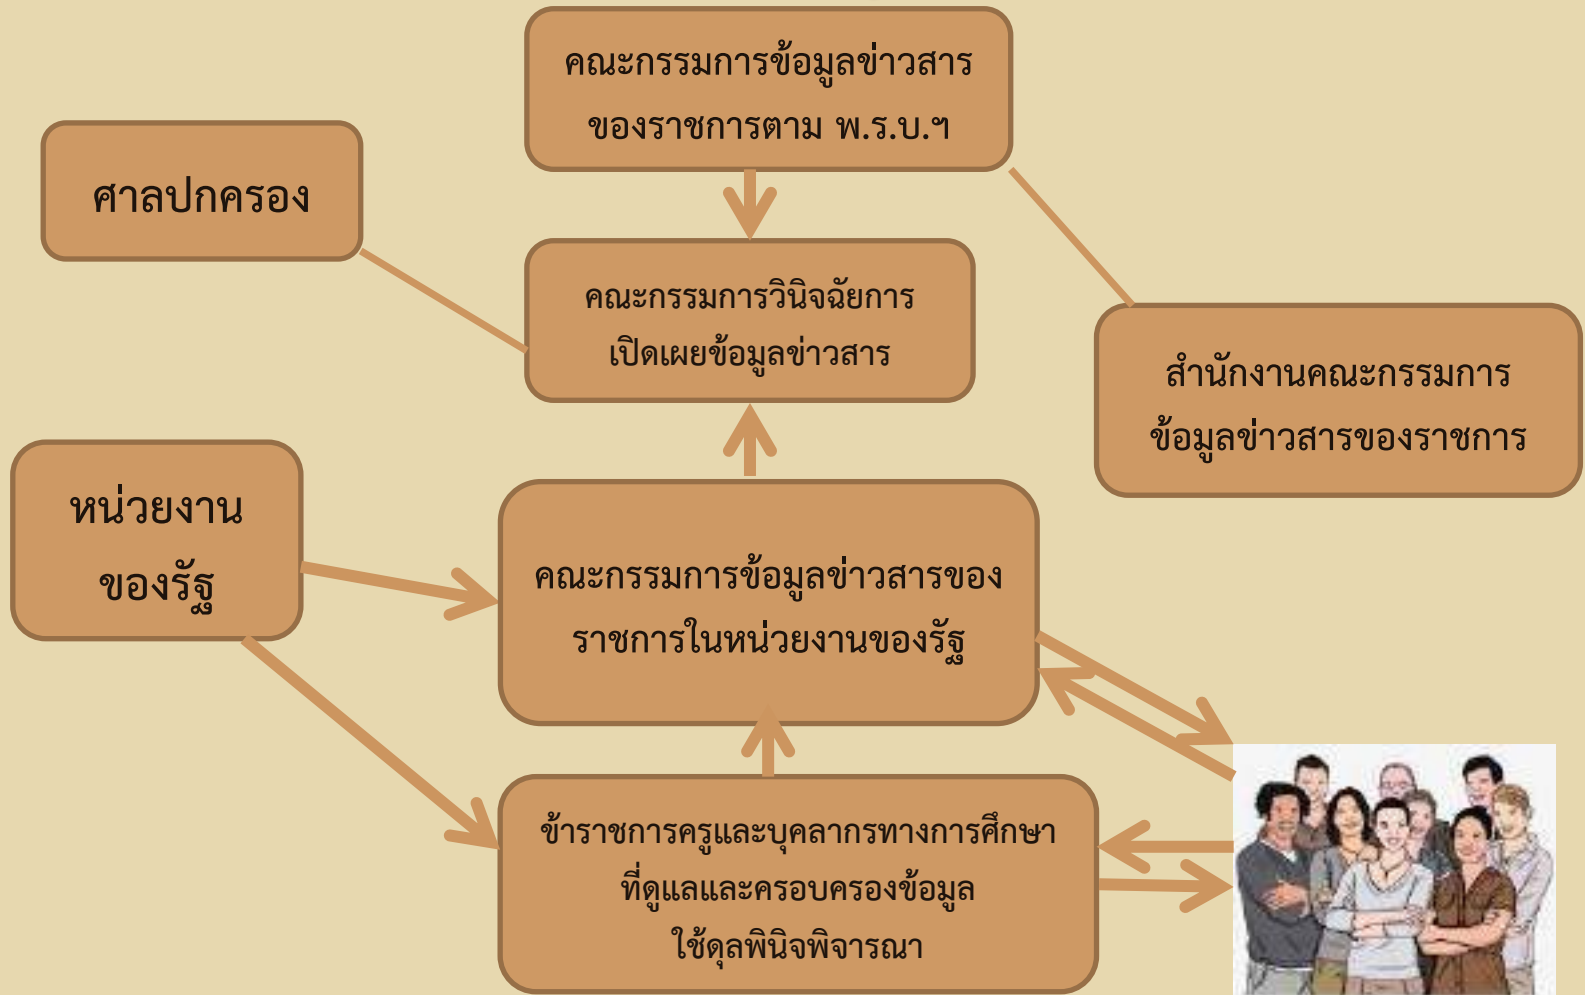 คณะกรรมการข้อมูลข่าวสาร
ของราชการตาม พ.ร.บ.ฯ
ศาลปกครอง
คณะกรรมการวินิจฉัยการ
เปิดเผยข้อมูลข่าวสาร
สำนักงานคณะกรรมการ
ข้อมูลข่าวสารของราชการ
หน่วยงาน
ของรัฐ
คณะกรรมการข้อมูลข่าวสารของ
ราชการในหน่วยงานของรัฐ
ข้าราชการครูและบุคลากรทางการศึกษา
ที่ดูแลและครอบครองข้อมูล
ใช้ดุลพินิจพิจารณา